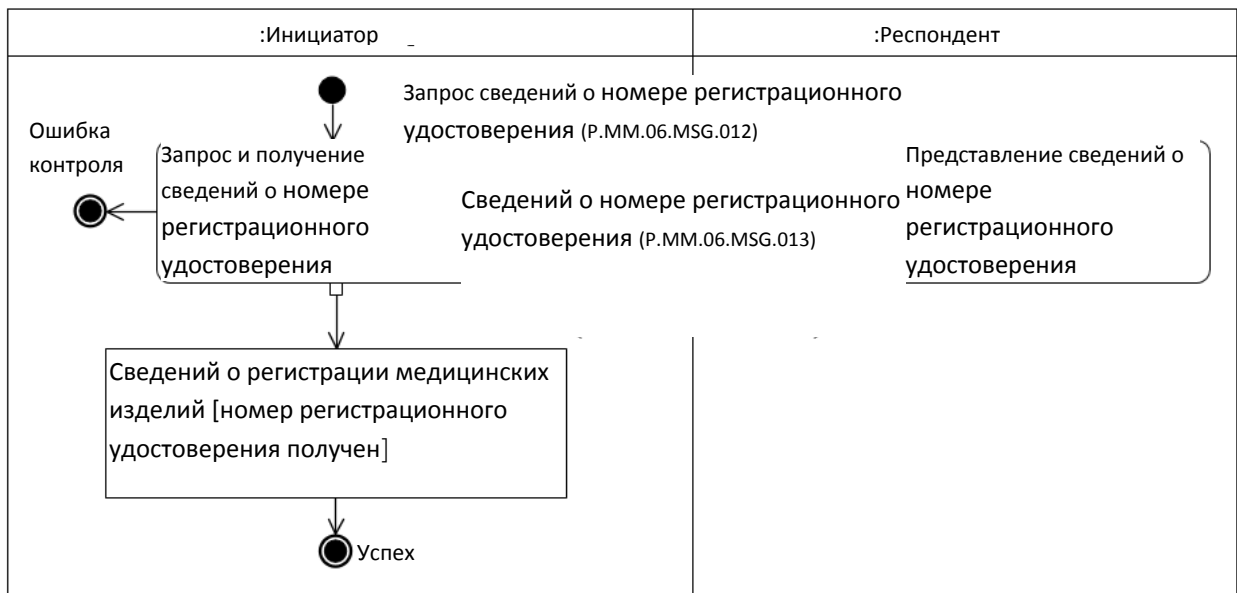 :Инициатор
:Респондент
Запрос сведений о номере регистрационного
удостоверения (P.MM.06.MSG.012)
Ошибка
контроля
Запрос и получение
сведений о номере
регистрационного
удостоверения
Сведений о номере регистрационного
удостоверения (P.MM.06.MSG.013)
Представление сведений о
номере
регистрационного
удостоверения
Сведений о регистрации медицинских
изделий [номер регистрационного
удостоверения получен]
Успех